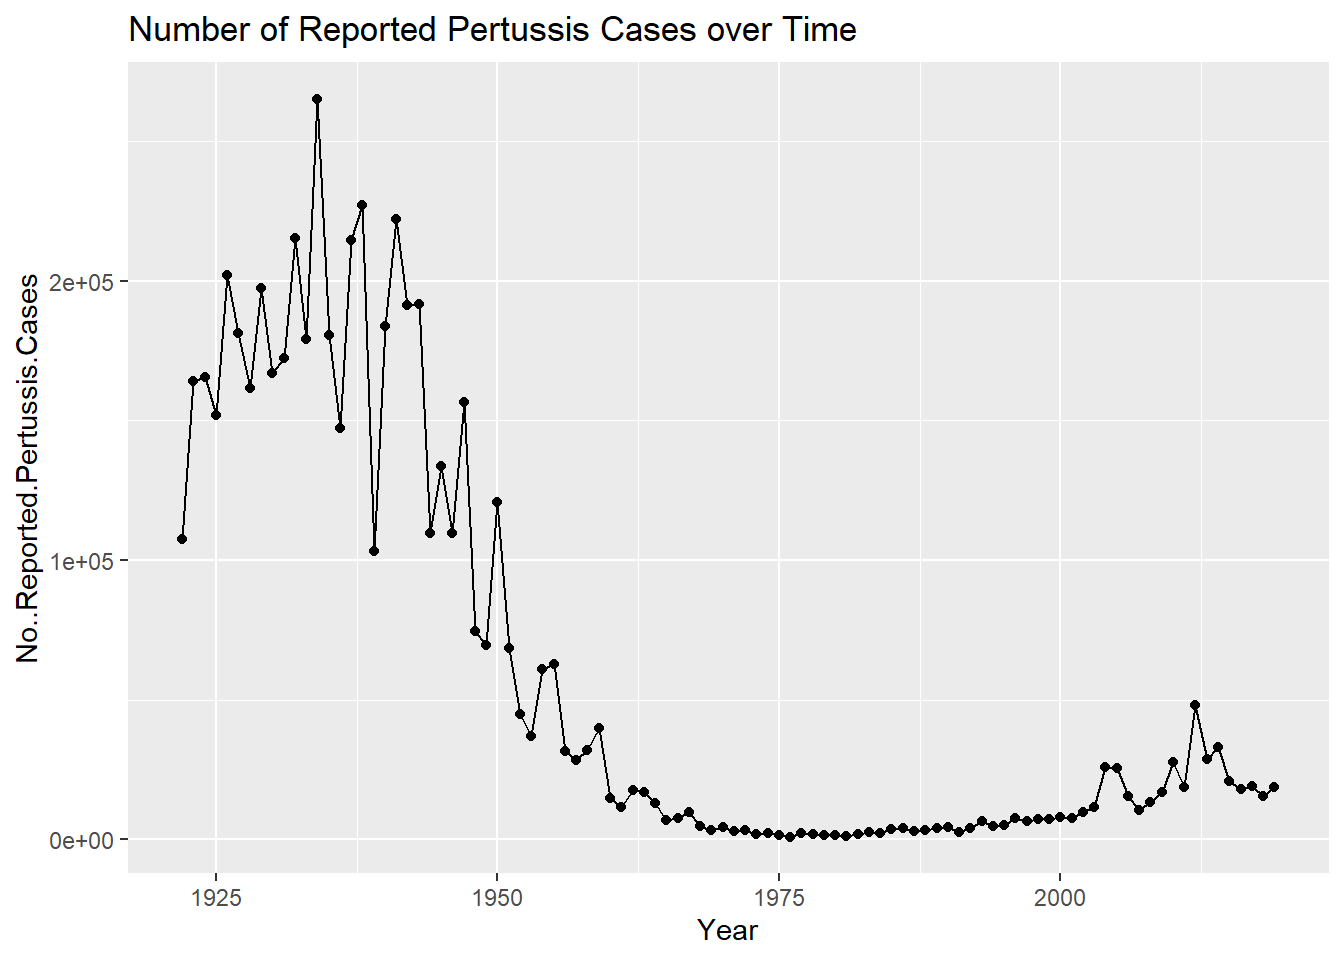 Number of Reported Pertussis Cases over Time
No..Reported.Pertussis.Cases
2e+05
1e+05
0e+00
1925 1950 1975 2000
Year